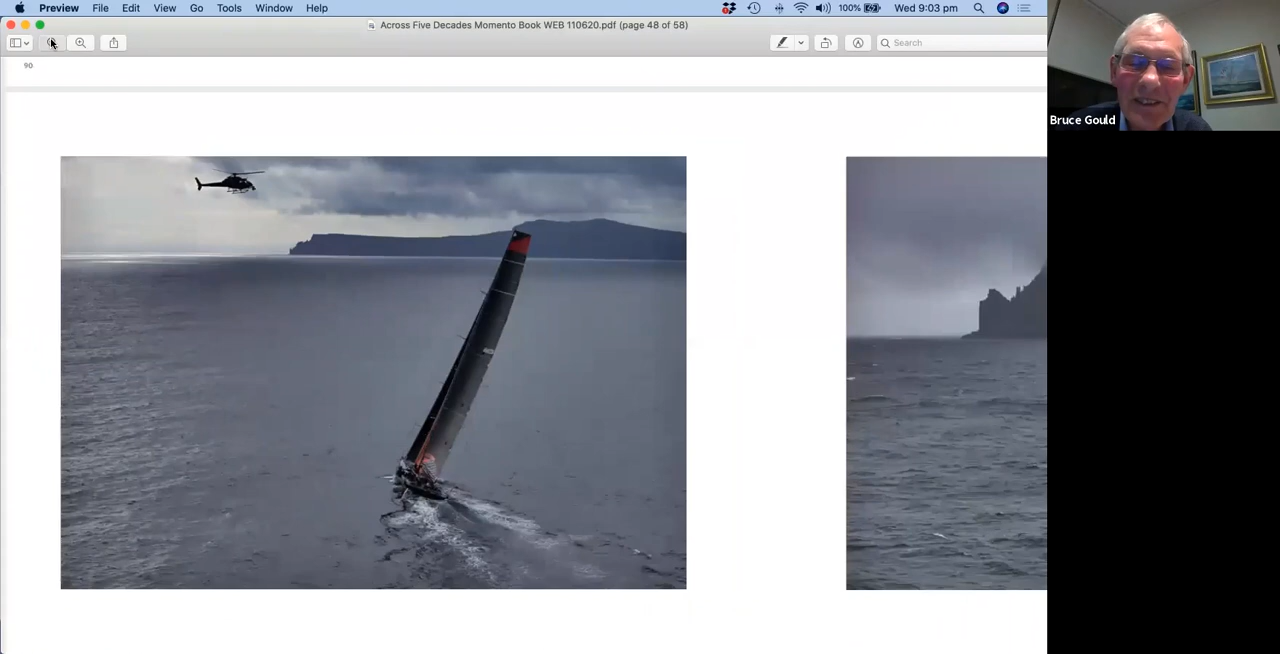 Preview File Edit View Go Tools Window Help 100% Wed 9:03 pm
Across Five Decades Momento Book WEB 110620.pdf (page 48 of 58)
Search
90
Bruce Gould